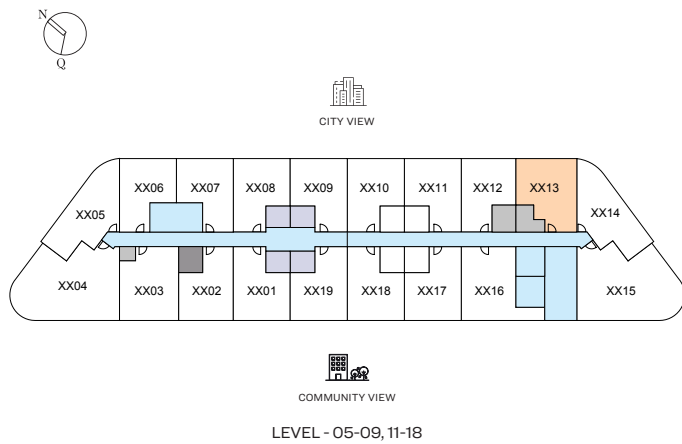 N
Q
CITY VIEW
XX06 XX07 XX08 XX09 XX10 XX11 XX12 XX13
XX05 XX14
XX04 XX03 XX02 XX01 XX19 XX18 XX17 XX16 XX15
COMMUNITY VIEW
LEVEL - 05-09, 11-18